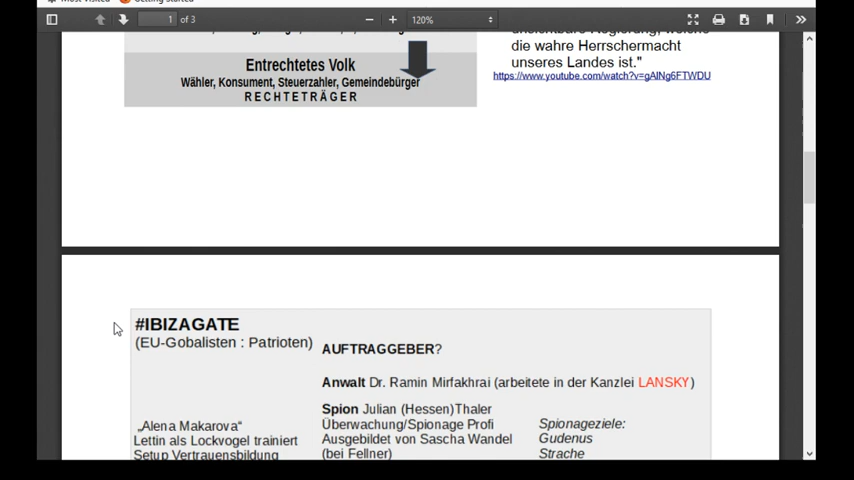 1 of 3
120%
die wahre Herrschermacht
unseres Landes ist."
https://www.youtube.com/watch?v=gAlNg6FTWDU
Entrechtetes Volk
Wähler, Konsument, Steuerzahler, Gemeindebürger
RECHTETRÄGER
#IBIZAGATE
(EU-Gobalisten : Patrioten)
AUFTRAGGEBER?
Anwalt Dr. Ramin Mirfakhrai (arbeitete in der Kanzlei LANSKY)
Spion Julian (Hessen)Thaler
Überwachung/Spionage Profi
Ausgebildet von Sascha Wandel
(bei Fellner)
„Alena Makarova“
Lettin als Lockvogel trainiert
Setup Vertrauensbildung
Spionageziele:
Gudenus
Strache